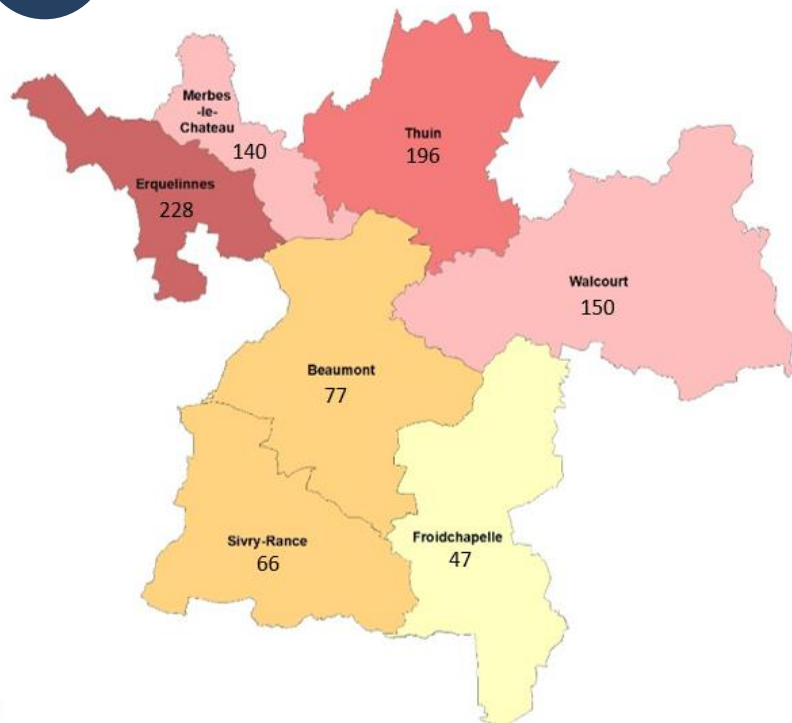 Merbes
-le-
Chateau
140
Thuin
196
Erquelinnes
228
Walcourt
150
Beaumont
77
Sivry-Rance
66
Froidchapelle
47